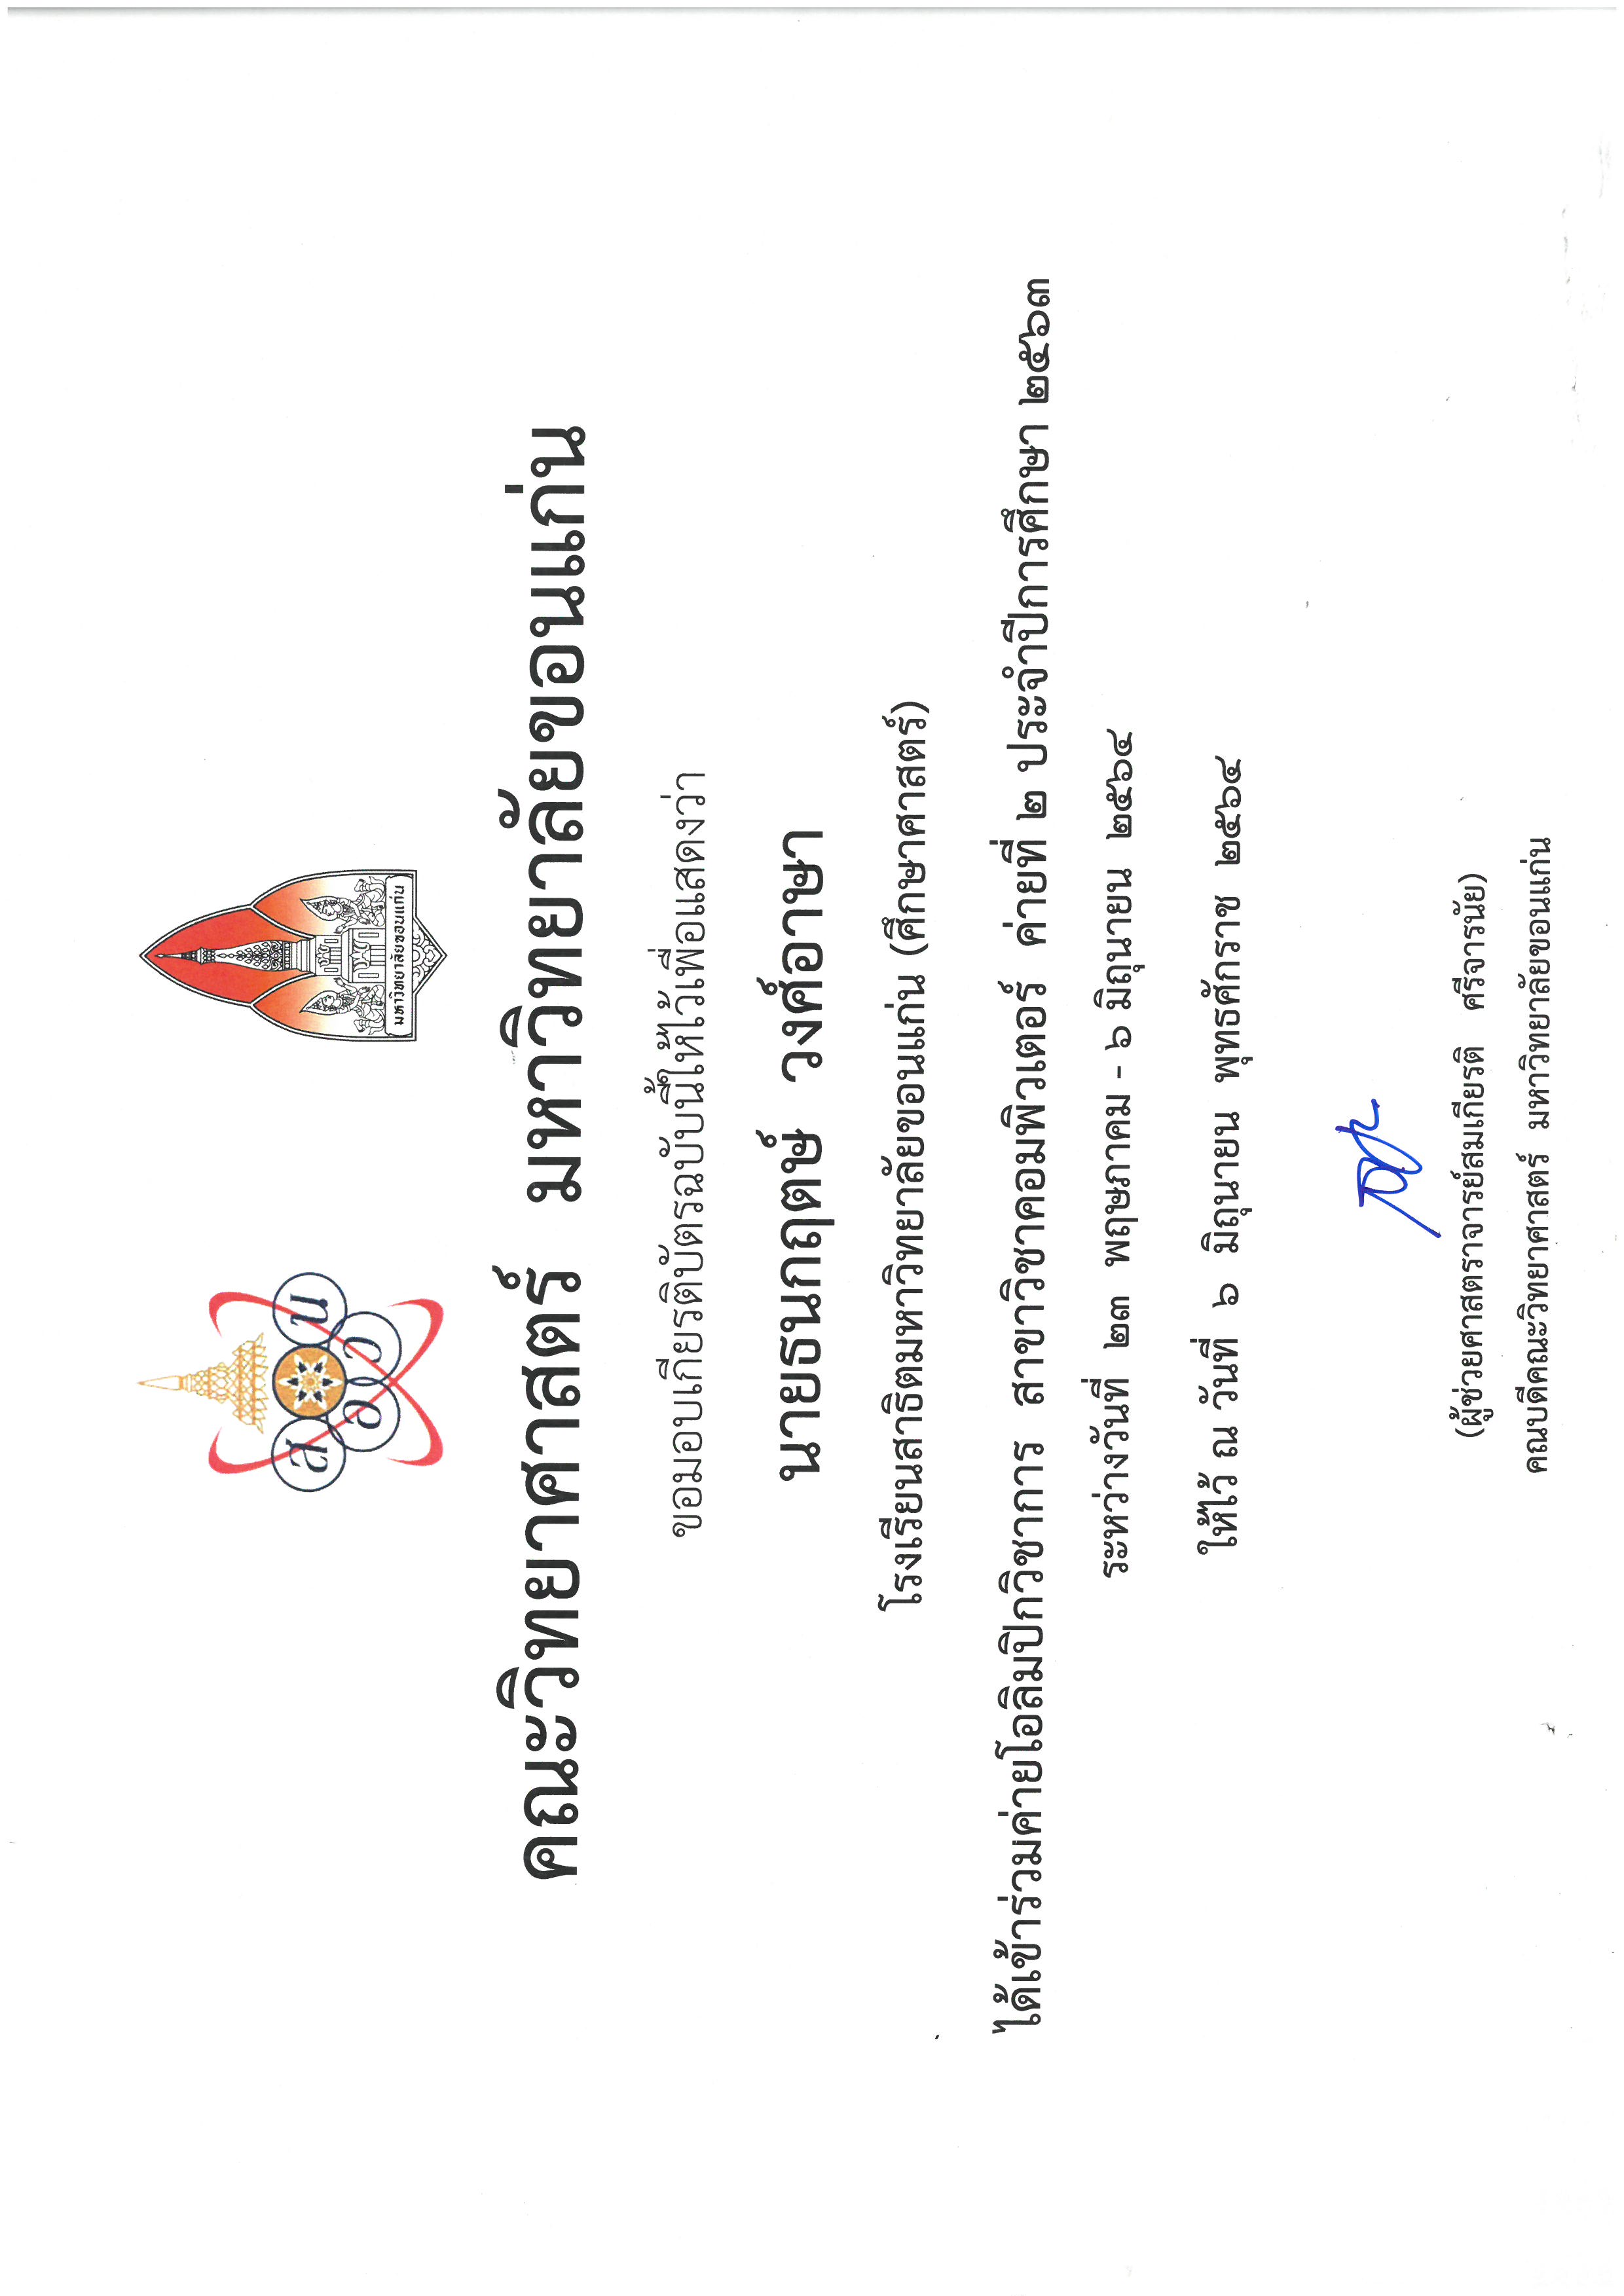 ส
น
อ
ว
มหาวิทยาลัยขอนแก่น
คณะวิทยาศาสตร์ มหาวิทยาลัยขอนแก่น
ขอมอบเกียรติบัตรฉบับนี้ให้ไว้เพื่อแสดงว่า
นายธนกฤตษ์ วงศ์อาษา
โรงเรียนสาธิตมหาวิทยาลัยขอนแก่น (ศึกษาศาสตร์)
ได้เข้าร่วมค่ายโอลิมปิกวิชาการ สาขาวิชาคอมพิวเตอร์ ค่ายที่ ๒ ประจำปีการศึกษา ๒๕๖๓
ระหว่างวันที่ ๒๓ พฤษภาคม - ๖ มิถุนายน ๒๕๖๔
ให้ไว้ ณ วันที่ ๖ มิถุนายน พุทธศักราช ๒๕๖๔
(ผู้ช่วยศาสตราจารย์สมเกียรติ ศรีจารนัย)
คณบดีคณะวิทยาศาสตร์ มหาวิทยาลัยขอนแก่น